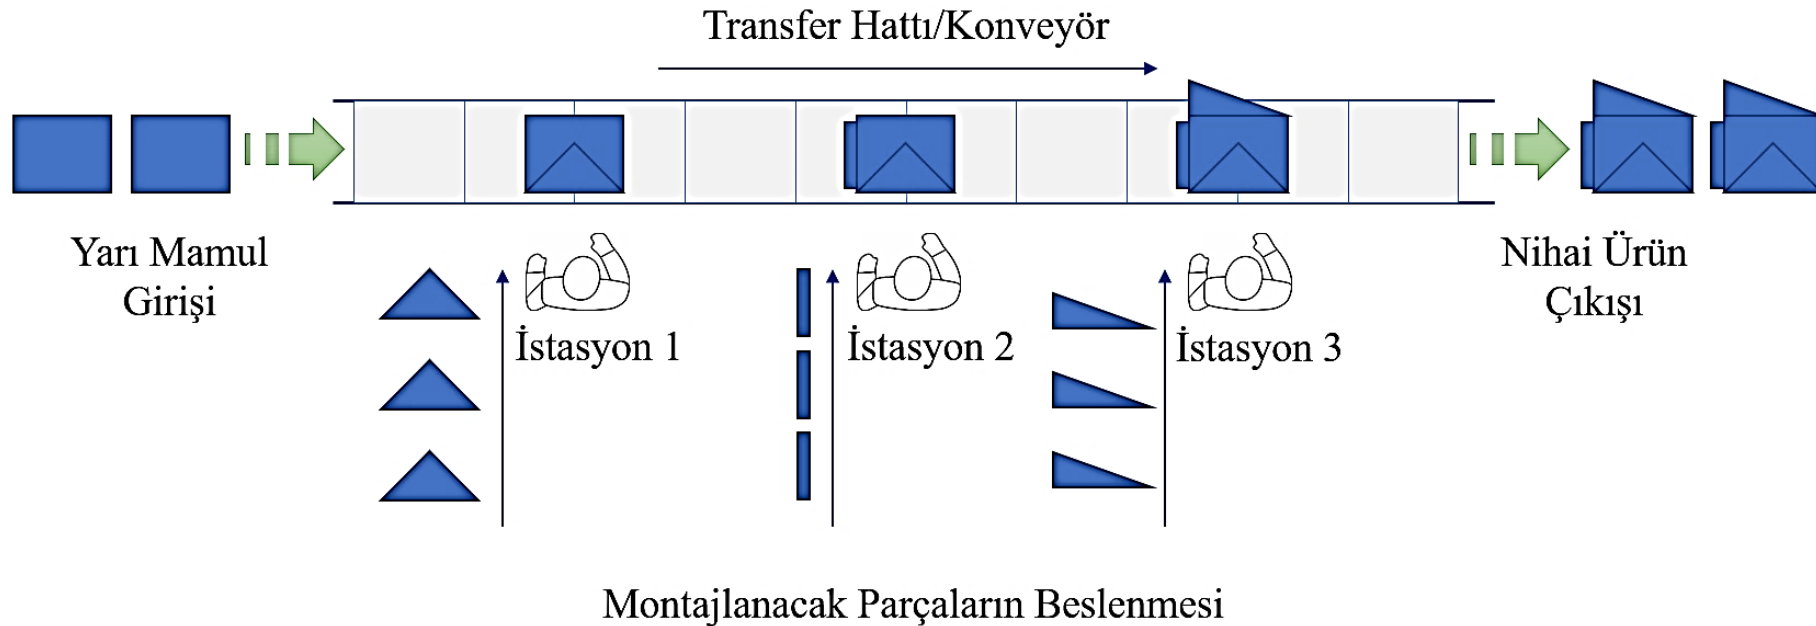 Transfer Hattı/Konveyör
Yarı Mamul
Girişi
Nihai Ürün
Çıkışı
İstasyon 1
İstasyon 2
İstasyon 3
Montajlanacak Parçaların Beslenmesi